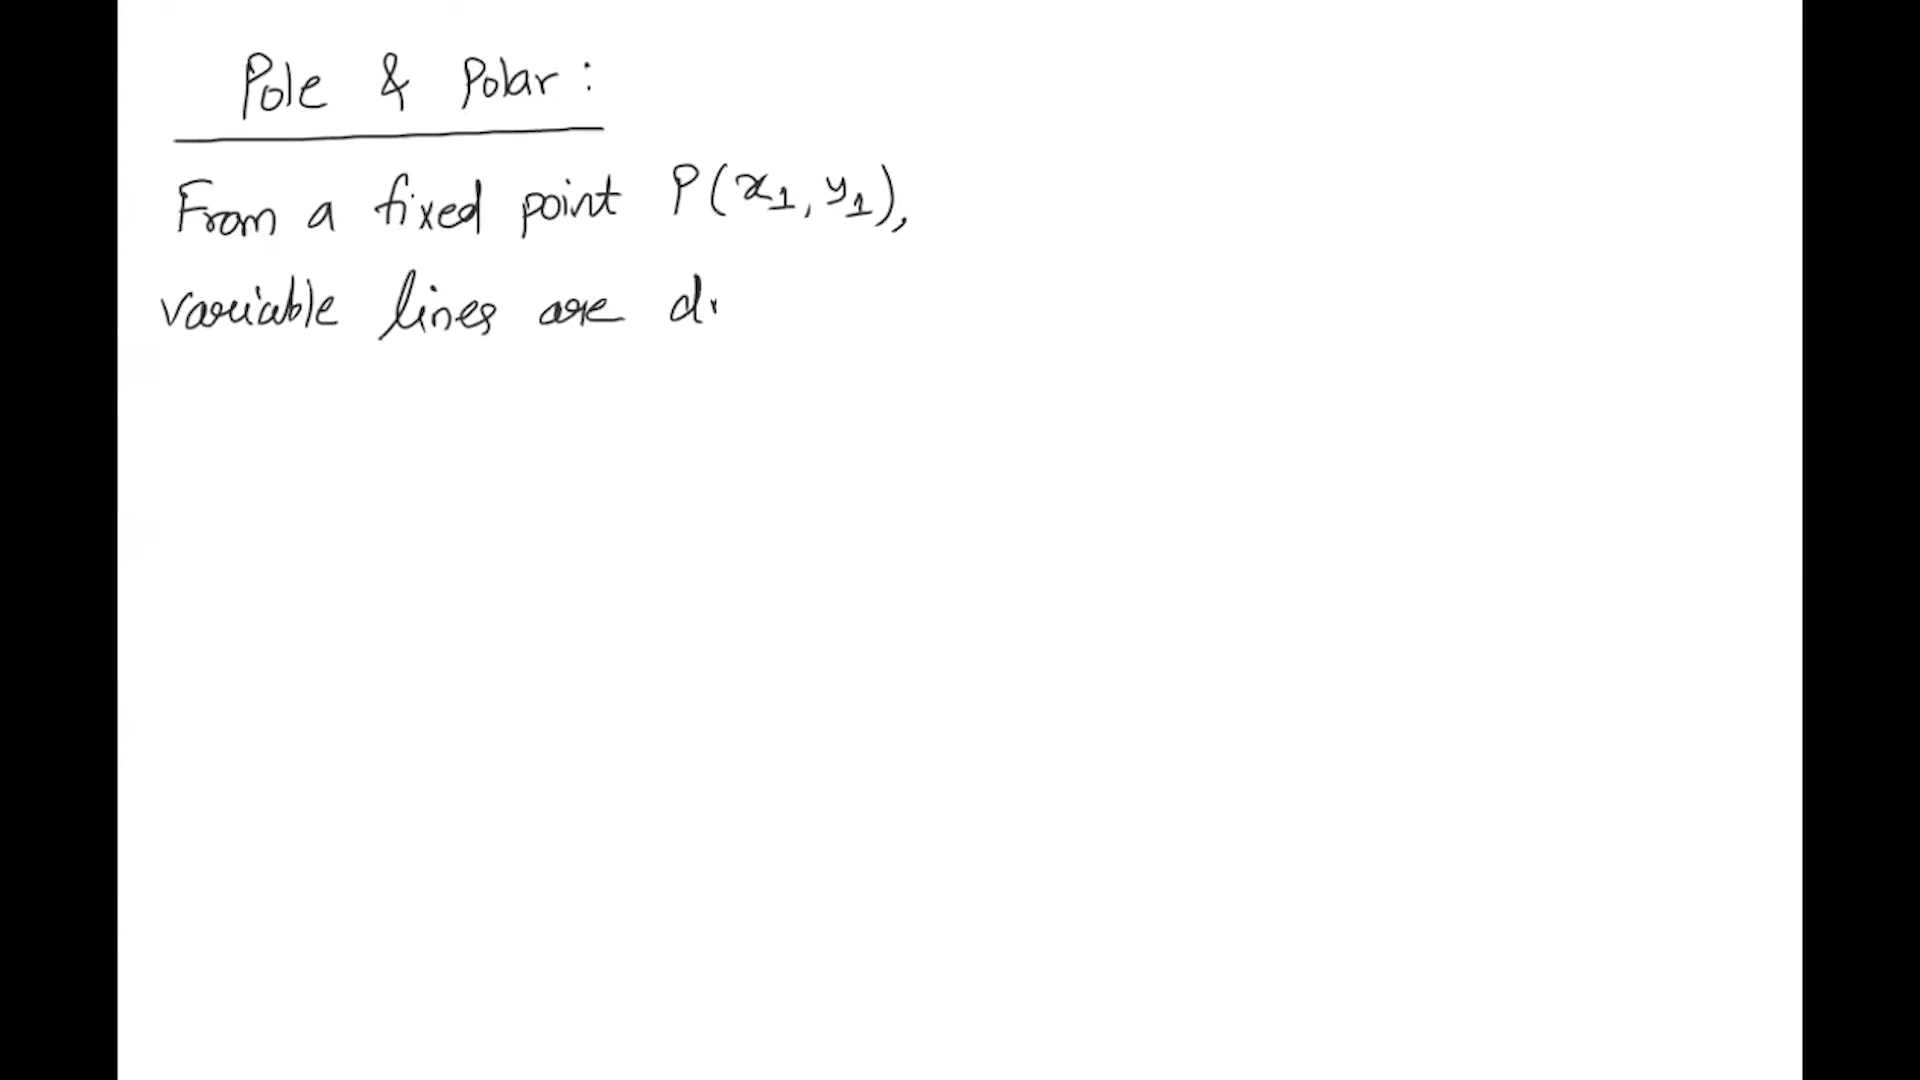 Pole & Polar :
From a fixed point P(x₁, y₁),
variable lines are